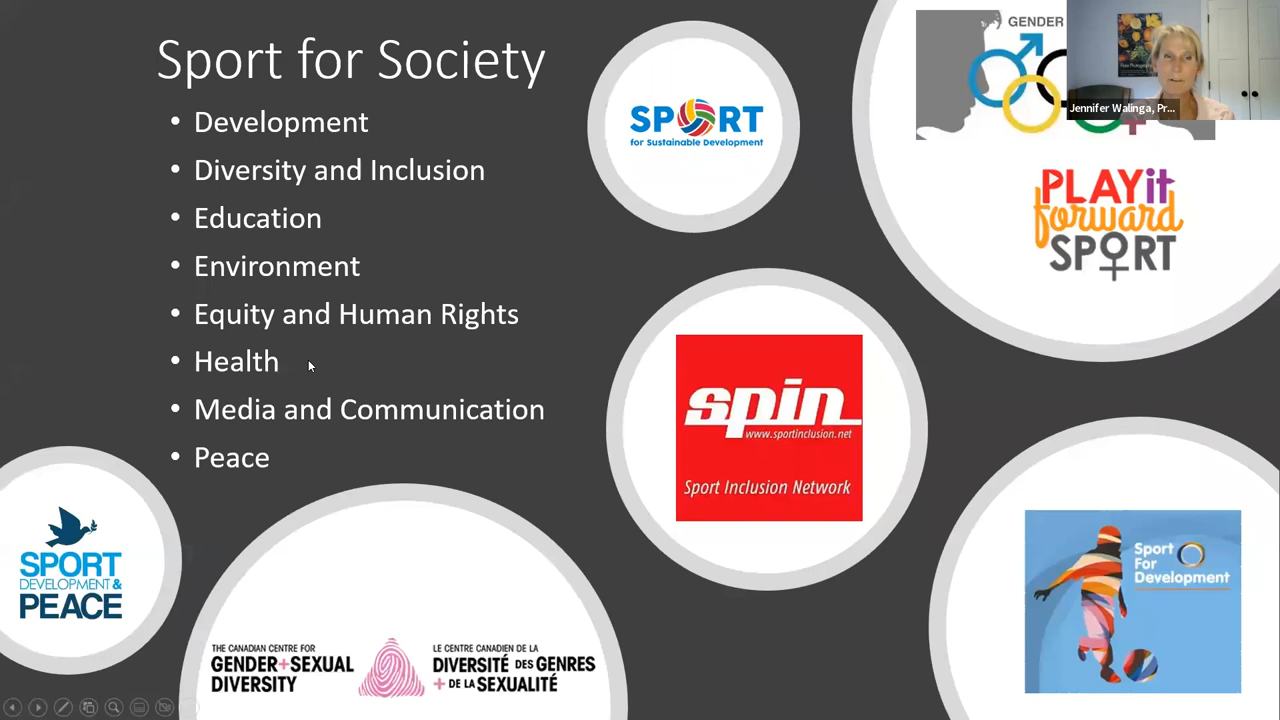 Sport for Society
• Development
• Diversity and Inclusion
• Education
• Environment
• Equity and Human Rights
• Health
• Media and Communication
• Peace
SPORT
for Sustainable Development
GENDER
Jennifer Walinga, Pr...
PLAYit
forward
SPORT
spin
www.sportinclusion.net
Sport Inclusion Network
SPORT
DEVELOPMENT &
PEACE
THE CANADIAN CENTRE FOR
GENDER+SEXUAL
DIVERSITY
LE CENTRE CANADIEN DE LA
DIVERSITÉ DES GENRES
+ DE LA SEXUALITÉ
Sport
For
Development